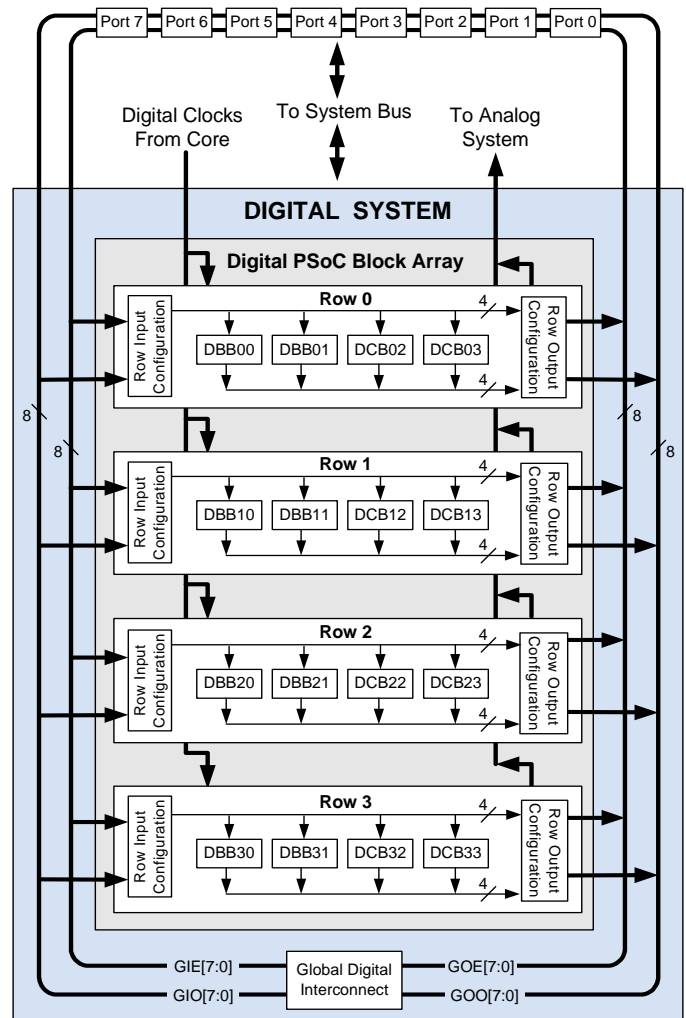 Port 7 Port 6 Port 5 Port 4 Port 3 Port 2 Port 1 Port 0
Digital Clocks
From Core
To System Bus
To Analog
System
DIGITAL SYSTEM
Digital PSoC Block Array
Row 0
4
Row Input
Configuration
DBB00 DBB01 DCB02 DCB03
4
Row Output
Configuration
8
8
8
8
Row 1
4
Row Input
Configuration
DBB10 DBB11 DCB12 DCB13
4
Row Output
Configuration
Row 2
4
Row Input
Configuration
DBB20 DBB21 DCB22 DCB23
4
Row Output
Configuration
Row 3
4
Row Input
Configuration
DBB30 DBB31 DCB32 DCB33
4
Row Output
Configuration
GIE[7:0]
GIO[7:0]
Global Digital
Interconnect
GOE[7:0]
GOO[7:0]